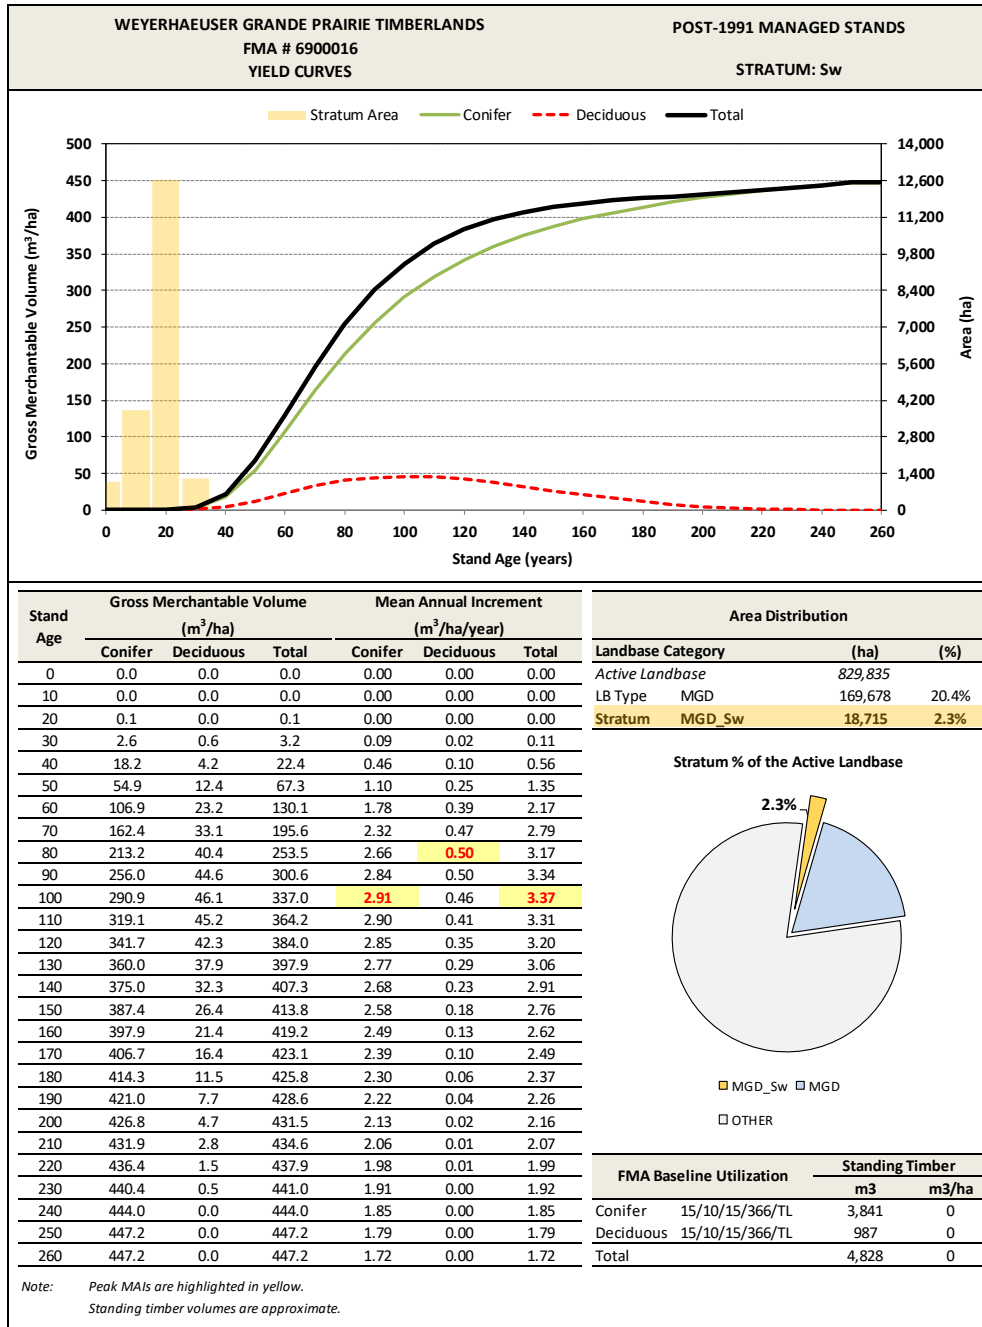 WEYERHAEUSER GRANDE PRAIRIE TIMBERLANDS
FMA # 6900016
YIELD CURVES
POST-1991 MANAGED STANDS
STRATUM: Sw
Stratum Area Conifer Deciduous Total
Gross Merchantable Volume (m³/ha)
500
450
400
350
300
250
200
150
100
50
0
14,000
12,600
11,200
9,800
8,400
7,000
5,600
4,200
2,800
1,400
0
Area (ha)
0 20 40 60 80 100 120 140 160 180 200 220 240 260
Stand Age (years)
Stand Age Gross Merchantable Volume (m³/ha) Mean Annual Increment (m³/ha/year)
Conifer Deciduous Total Conifer Deciduous Total
0 0.0 0.0 0.0 0.00 0.00 0.00
10 0.0 0.0 0.0 0.00 0.00 0.00
20 0.1 0.0 0.1 0.00 0.00 0.00
30 2.6 0.6 3.2 0.09 0.02 0.11
40 18.2 4.2 22.4 0.46 0.10 0.56
50 54.9 12.4 67.3 1.10 0.25 1.35
60 106.9 23.2 130.1 1.78 0.39 2.17
70 162.4 33.1 195.6 2.32 0.47 2.79
80 213.2 40.4 253.5 2.66 0.50 3.17
90 256.0 44.6 300.6 2.84 0.50 3.34
100 290.9 46.1 337.0 2.91 0.46 3.37
110 319.1 45.2 364.2 2.90 0.41 3.31
120 341.7 42.3 384.0 2.85 0.35 3.20
130 360.0 37.9 397.9 2.77 0.29 3.06
140 375.0 32.3 407.3 2.68 0.23 2.91
150 387.4 26.4 413.8 2.58 0.18 2.76
160 397.9 21.4 419.2 2.49 0.13 2.62
170 406.7 16.4 423.1 2.39 0.10 2.49
180 414.3 11.5 425.8 2.30 0.06 2.37
190 421.0 7.7 428.6 2.22 0.04 2.26
200 426.8 4.7 431.5 2.13 0.02 2.16
210 431.9 2.8 434.6 2.06 0.01 2.07
220 436.4 1.5 437.9 1.98 0.01 1.99
230 440.4 0.5 441.0 1.91 0.00 1.92
240 444.0 0.0 444.0 1.85 0.00 1.85
250 447.2 0.0 447.2 1.79 0.00 1.79
260 447.2 0.0 447.2 1.72 0.00 1.72
Area Distribution
Landbase Category (ha) (%)
Active Landbase 829,835
LB Type MGD 169,678 20.4%
Stratum MGD_Sw 18,715 2.3%
Stratum % of the Active Landbase
2.3%
MGD_Sw MGD
OTHER
FMA Baseline Utilization Standing Timber
m3 m3/ha
Conifer 15/10/15/366/TL 3,841 0
Deciduous 15/10/15/366/TL 987 0
Total 4,828 0
Note: Peak MAIs are highlighted in yellow.
Standing timber volumes are approximate.